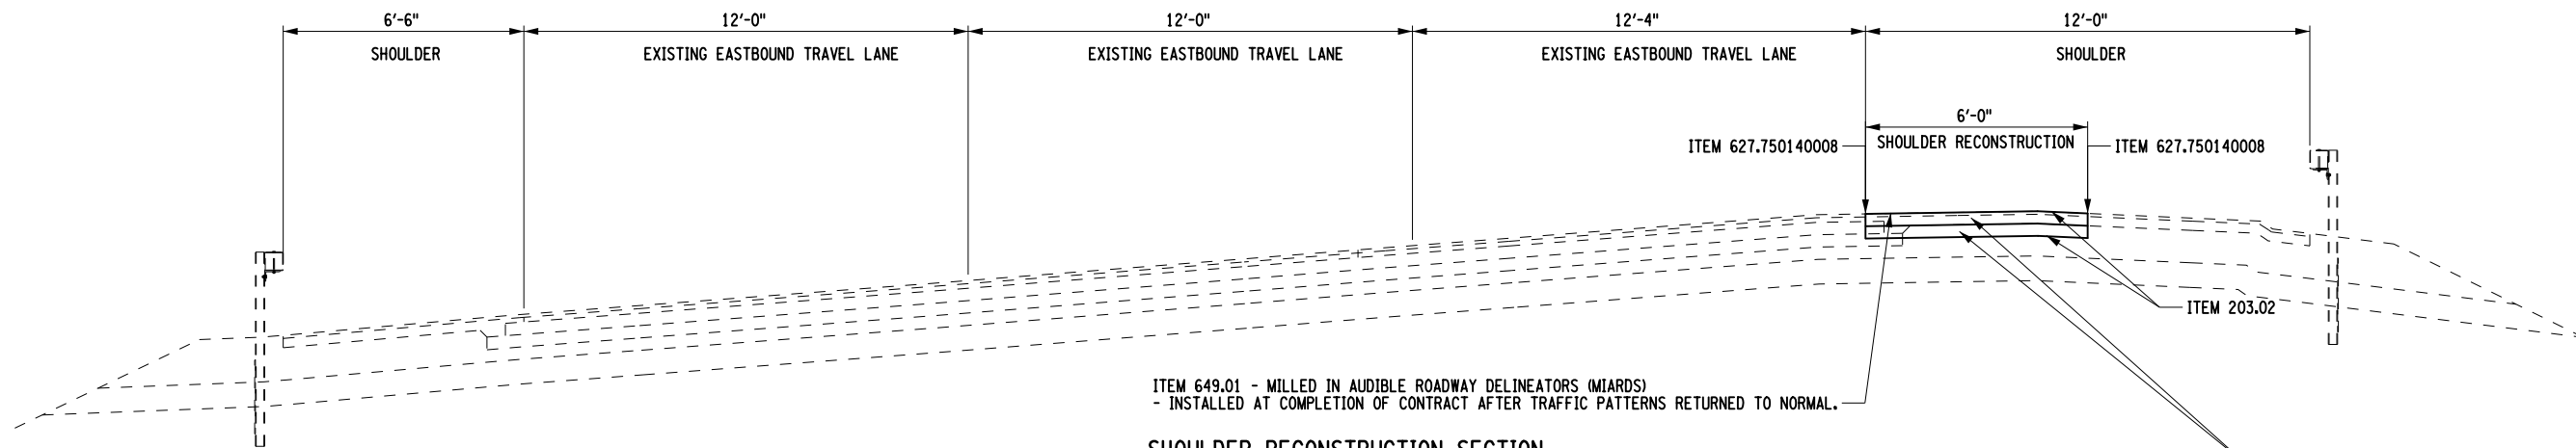 6'-6"
12'-0"
12'-0"
12'-4"
12'-0"
SHOULDER
EXISTING EASTBOUND TRAVEL LANE
EXISTING EASTBOUND TRAVEL LANE
EXISTING EASTBOUND TRAVEL LANE
SHOULDER
6'-0"
ITEM 627.750140008
SHOULDER RECONSTRUCTION
ITEM 627.750140008
ITEM 203.02
ITEM 649.01 - MILLED IN AUDIBLE ROADWAY DELINEATORS (MIARDS)
- INSTALLED AT COMPLETION OF CONTRACT AFTER TRAFFIC PATTERNS RETURNED TO NORMAL.
SHOULDER RECONSTRUCTION SECTION